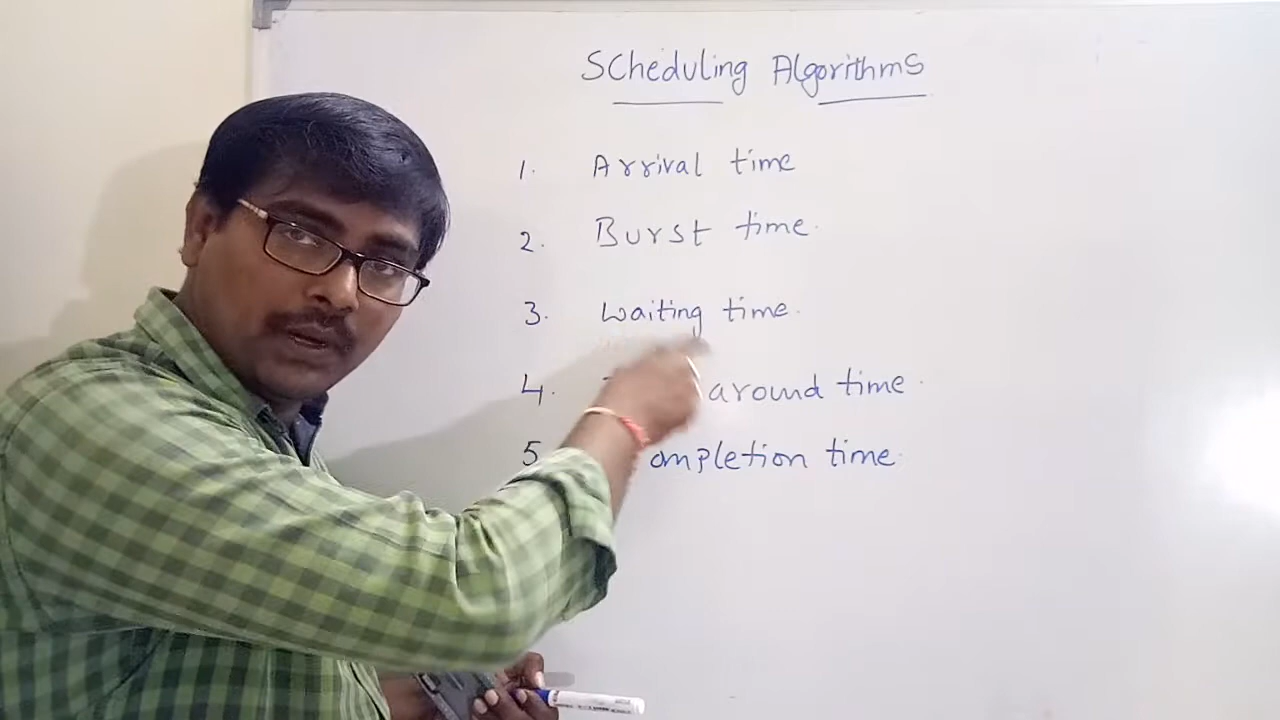 Scheduling Algorithms
1. Arrival time
2. Burst time.
3. Waiting time.
4. around time.
5 ompletion time.